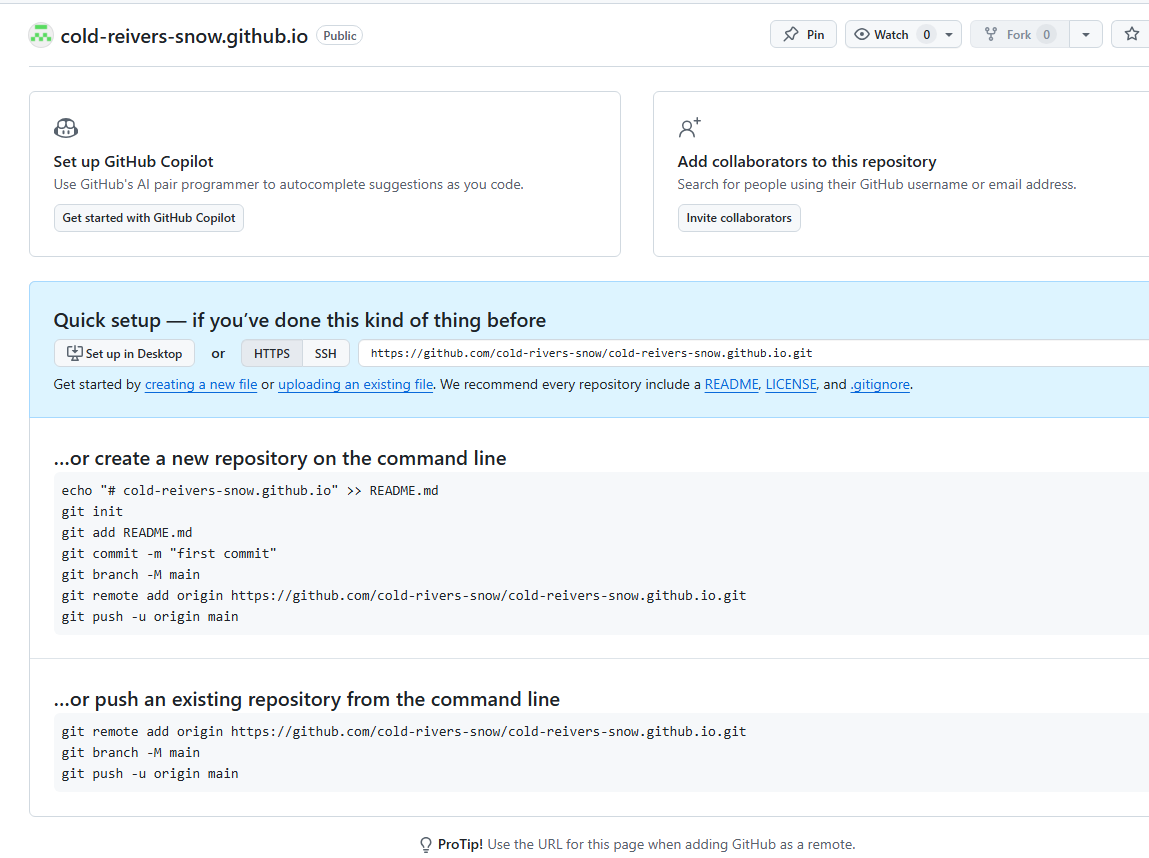 cold-reivers-snow.github.io Public
Pin Watch 0 Fork 0
Set up GitHub Copilot
Use GitHub's AI pair programmer to autocomplete suggestions as you code.
Get started with GitHub Copilot
Add collaborators to this repository
Search for people using their GitHub username or email address.
Invite collaborators
Quick setup — if you’ve done this kind of thing before
Set up in Desktop or HTTPS SSH https://github.com/cold-rivers-snow/cold-reivers-snow.github.io.git
Get started by creating a new file or uploading an existing file. We recommend every repository include a README, LICENSE, and .gitignore.
…or create a new repository on the command line
echo "# cold-reivers-snow.github.io" >> README.md
git init
git add README.md
git commit -m "first commit"
git branch -M main
git remote add origin https://github.com/cold-rivers-snow/cold-reivers-snow.github.io.git
git push -u origin main
…or push an existing repository from the command line
git remote add origin https://github.com/cold-rivers-snow/cold-reivers-snow.github.io.git
git branch -M main
git push -u origin main
ProTip! Use the URL for this page when adding GitHub as a remote.